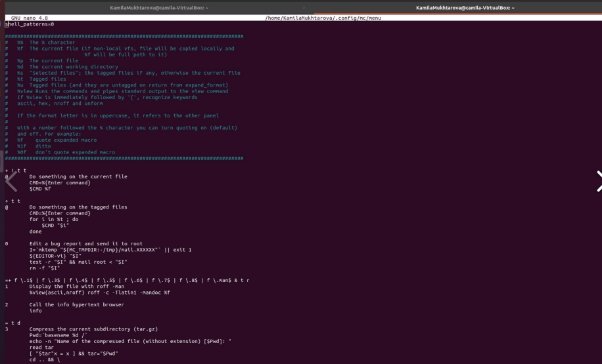 KamilaMukhtarova@camila-VirtualBox: ~
KamilaMukhtarova@camila-VirtualBox: ~
GNU nano 4.8
/home/KamilaMukhtarova/.config/mc/menu
shell_patterns=0
################################################################################
# %% The % character
# %f The current file (if non-local vfs, file will be copied locally and
# %f will be full path to it)
# %p The current file
# %d The current working directory
# %s "Selected files"; the tagged files if any, otherwise the current file
# %t Tagged files
# %u Tagged files (and they are untagged on return from expand_format)
# %view Runs the commands and pipes standard output to the view command
# If %view is immediately followed by '{', recognize keywords
# ascii, hex, nroff and unform
#
# If the format letter is in uppercase, it refers to the other panel
#
# With a number followed the % character you can turn quoting on (default)
# and off. For example:
# %f quote expanded macro
# %1f ditto
# %0f don't quote expanded macro
################################################################################
+ ! t t
@ Do something on the current file
CMD=%{Enter command}
$CMD %f
+ t t
@ Do something on the tagged files
CMD=%{Enter command}
for i in %t ; do
$CMD "$i"
done
0 Edit a bug report and send it to root
I=`mktemp "${MC_TMPDIR:-/tmp}/mail.XXXXXX"` || exit 1
${EDITOR-vi} "$I"
test -r "$I" && mail root < "$I"
rm -f "$I"
=+ f \.1$ | f \.3$ | f \.4$ | f \.5$ | f \.6$ | f \.7$ | f \.8$ | f \.man$ & t r
1 Display the file with roff -man
%view{ascii,nroff} roff -c -Tlatin1 -mandoc %f
2 Call the info hypertext browser
info
= t d
3 Compress the current subdirectory (tar.gz)
Pwd=`basename %d /`
echo -n "Name of the compressed file (without extension) [$Pwd]: "
read tar
[ "$tar"x = x ] && tar="$Pwd"
cd .. && \